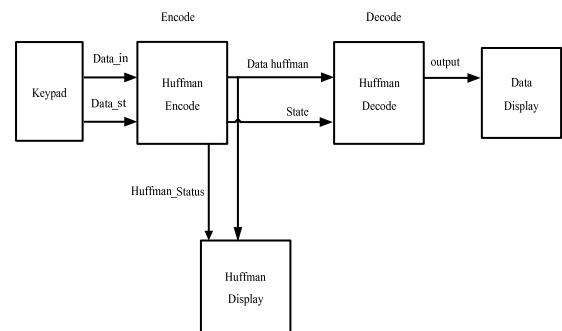 Encode
Decode
Data_in
Data huffman
output
Keypad
Huffman
Encode
Huffman
Decode
Data
Display
Data_st
State
Huffman_Status
Huffman
Display